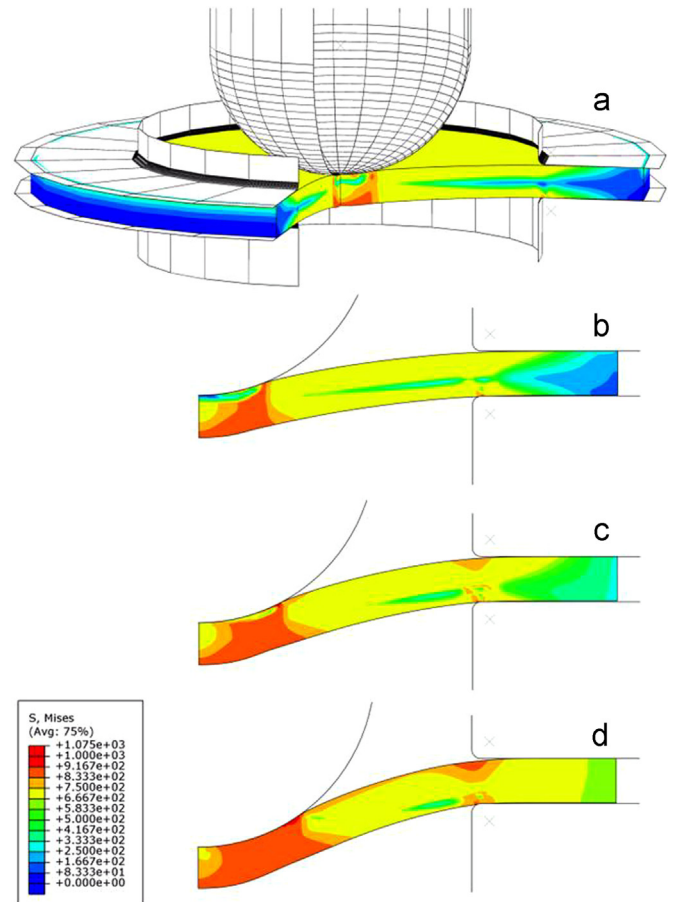 a
b
c
d
S, Mises
(Avg: 75%)
+1.075e+03
+1.000e+03
+9.167e+02
+8.333e+02
+7.500e+02
+6.667e+02
+5.833e+02
+5.000e+02
+4.167e+02
+3.333e+02
+2.500e+02
+1.667e+02
+8.333e+01
+0.000e+00